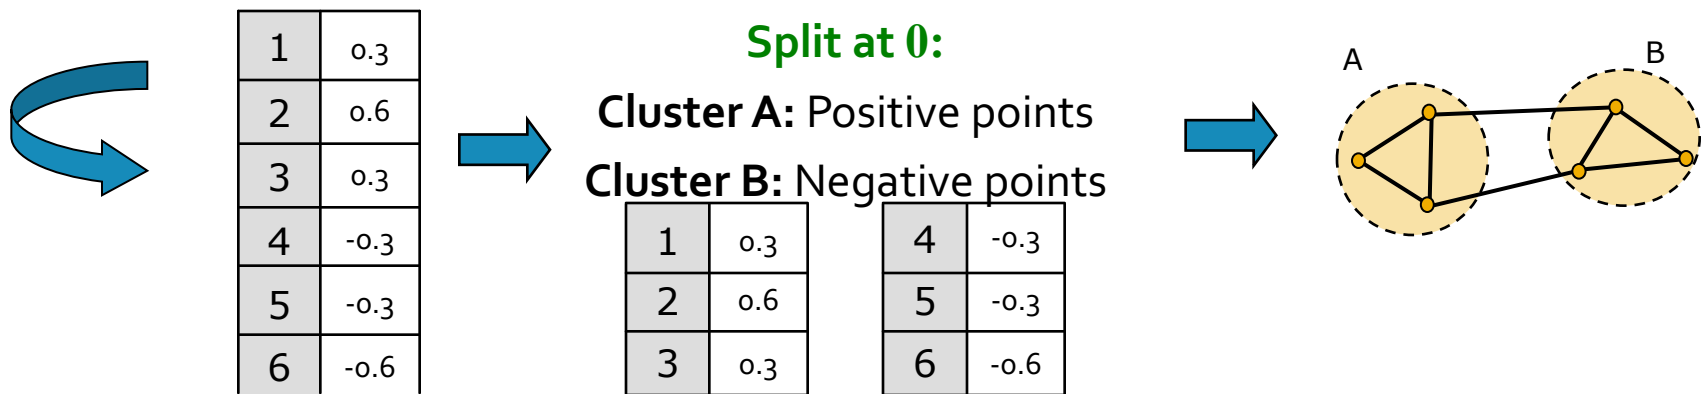 1 0.3
2 0.6
3 0.3
4 -0.3
5 -0.3
6 -0.6
Split at 0:
Cluster A: Positive points
Cluster B: Negative points
1 0.3
2 0.6
3 0.3
4 -0.3
5 -0.3
6 -0.6
A
B